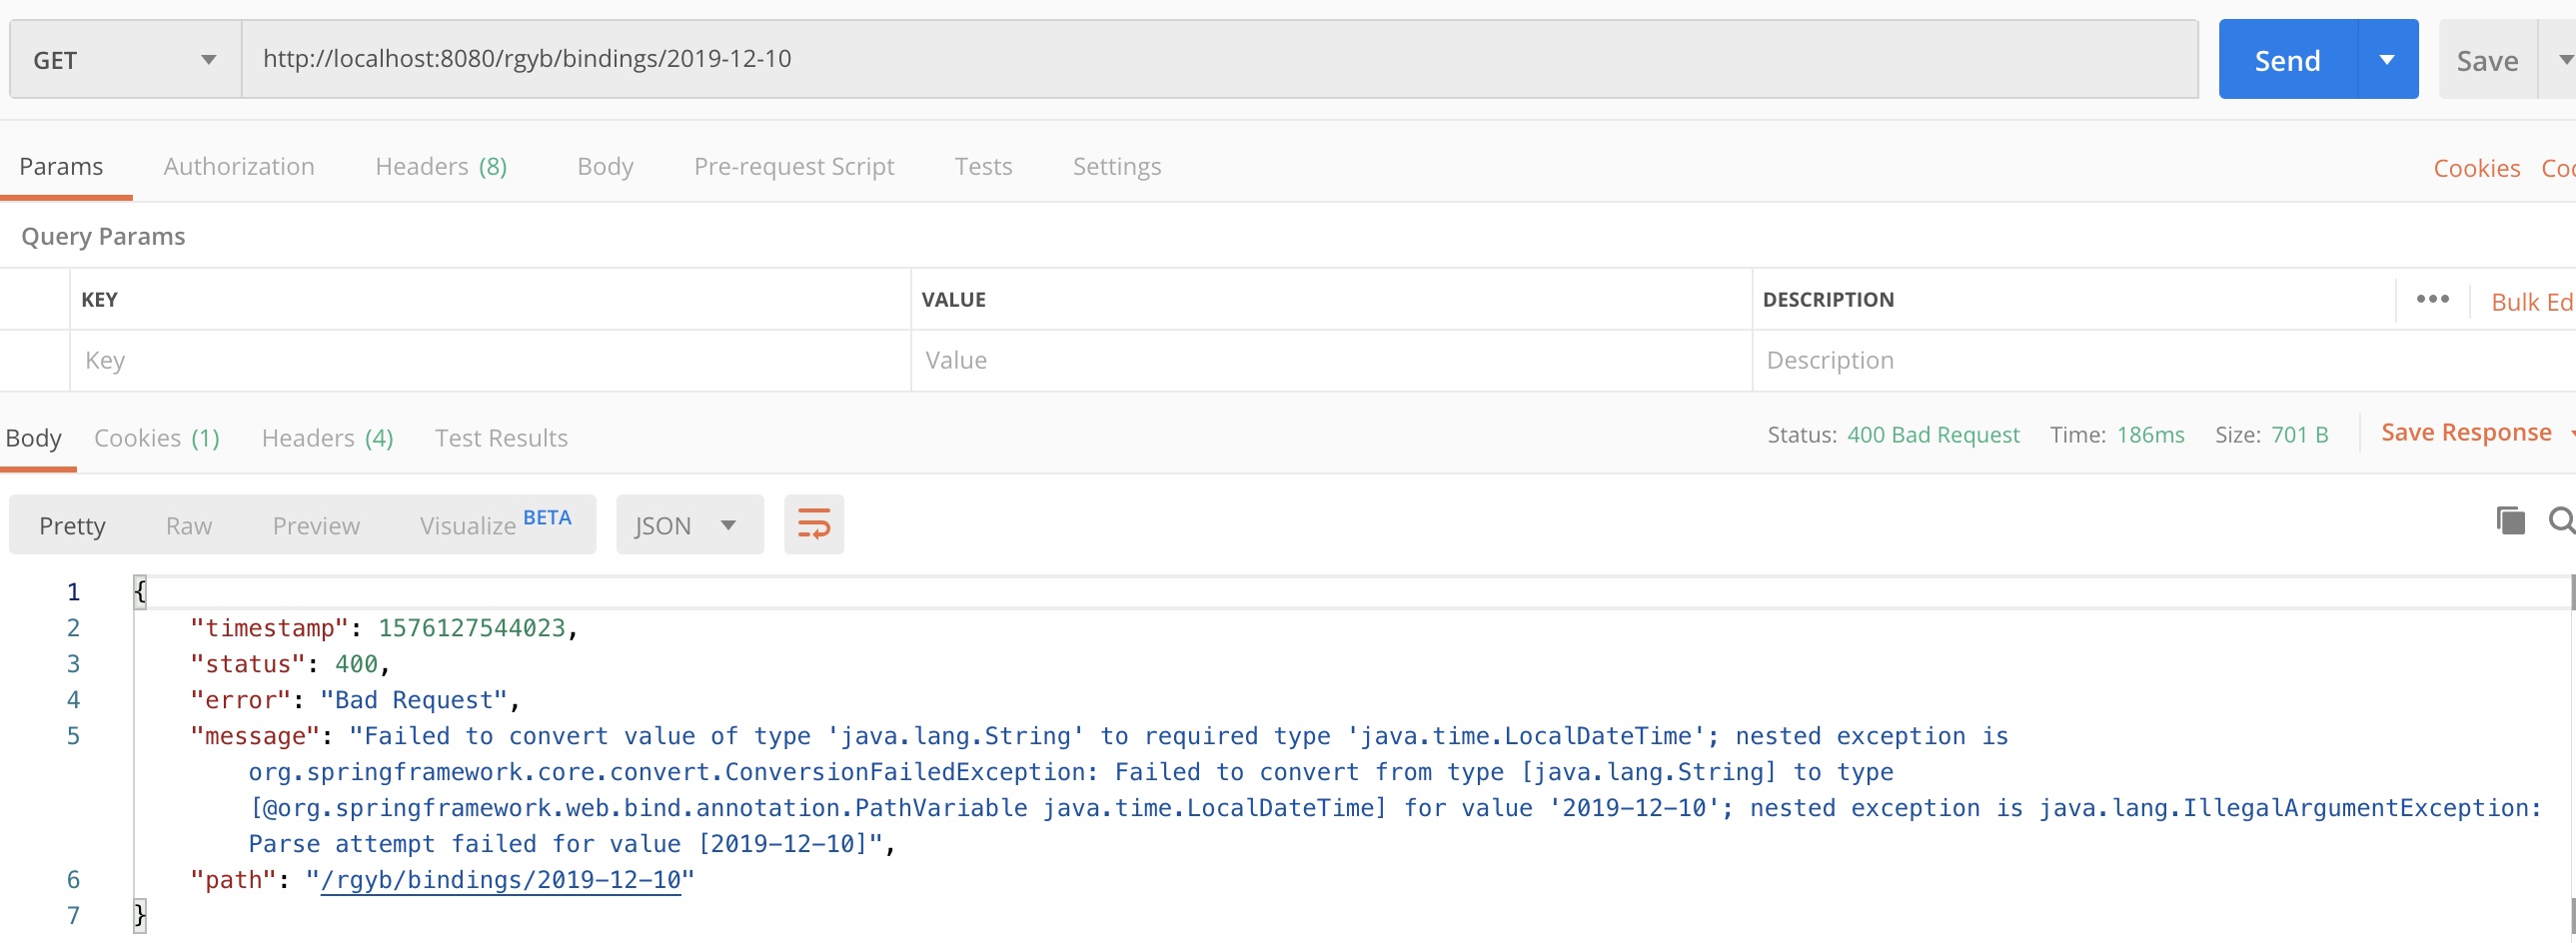 GET http://localhost:8080/rgyb/bindings/2019-12-10 Send Save
Params Authorization Headers (8) Body Pre-request Script Tests Settings Cookies
Query Params
KEY VALUE DESCRIPTION Bulk Ed
Key Value Description
Body Cookies (1) Headers (4) Test Results Status: 400 Bad Request Time: 186ms Size: 701 B Save Response
Pretty Raw Preview Visualize BETA JSON
1 {
2 "timestamp": 1576127544023,
3 "status": 400,
4 "error": "Bad Request",
5 "message": "Failed to convert value of type 'java.lang.String' to required type 'java.time.LocalDateTime'; nested exception is
org.springframework.core.convert.ConversionFailedException: Failed to convert from type [java.lang.String] to type
[@org.springframework.web.bind.annotation.PathVariable java.time.LocalDateTime] for value '2019-12-10'; nested exception is java.lang.IllegalArgumentException:
Parse attempt failed for value [2019-12-10]",
6 "path": "/rgyb/bindings/2019-12-10"
7 }